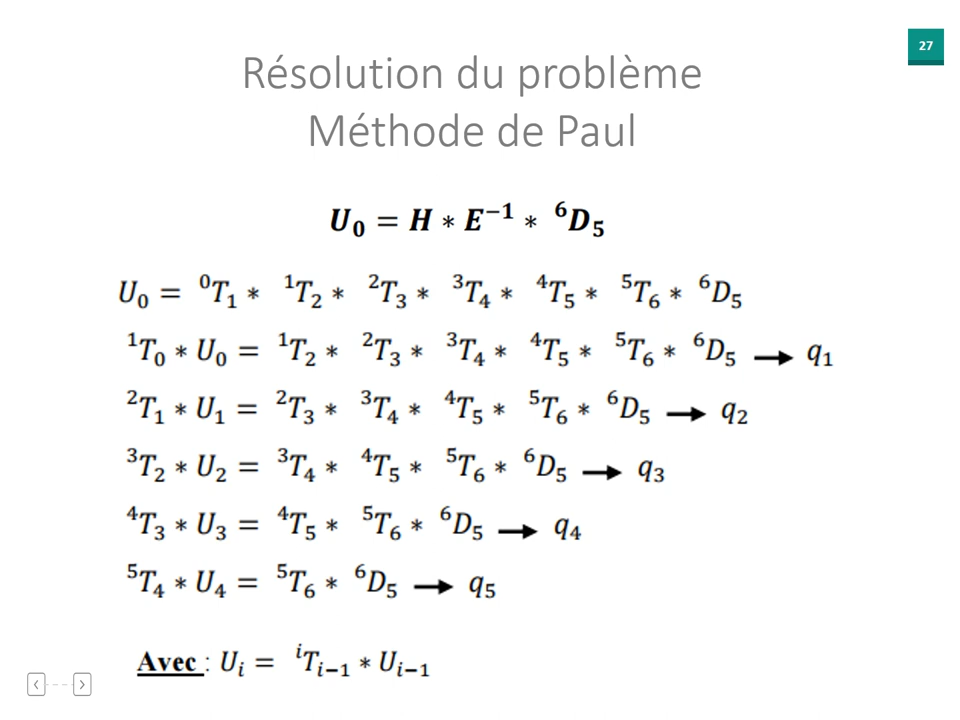 27
Résolution du problème
Méthode de Paul
U₀ = H * E⁻¹ * ⁶D₅
U₀ = ⁰T₁ * ¹T₂ * ²T₃ * ³T₄ * ⁴T₅ * ⁵T₆ * ⁶D₅
¹T₀ * U₀ = ¹T₂ * ²T₃ * ³T₄ * ⁴T₅ * ⁵T₆ * ⁶D₅ → q₁
²T₁ * U₁ = ²T₃ * ³T₄ * ⁴T₅ * ⁵T₆ * ⁶D₅ → q₂
³T₂ * U₂ = ³T₄ * ⁴T₅ * ⁵T₆ * ⁶D₅ → q₃
⁴T₃ * U₃ = ⁴T₅ * ⁵T₆ * ⁶D₅ → q₄
⁵T₄ * U₄ = ⁵T₆ * ⁶D₅ → q₅
Avec : Uᵢ = ⁱTᵢ₋₁ * Uᵢ₋₁